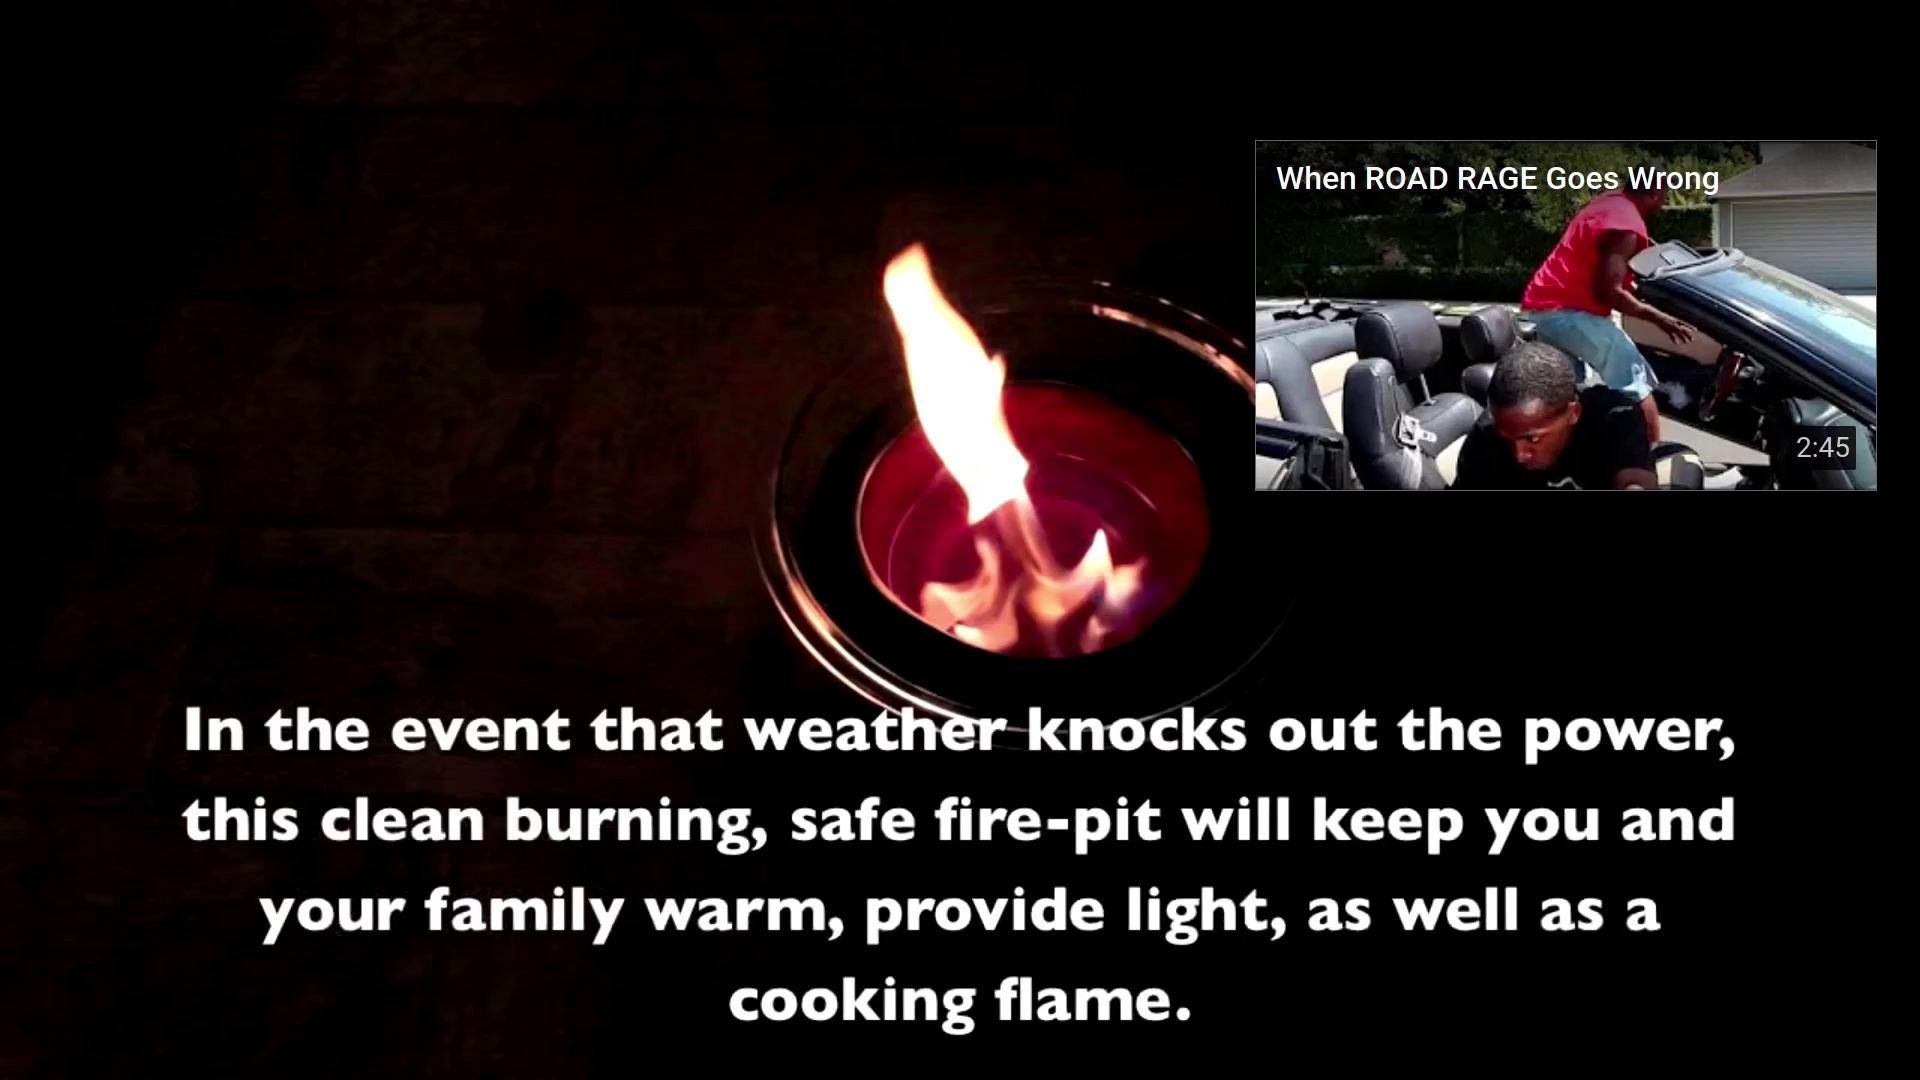 When ROAD RAGE Goes Wrong
2:45
In the event that weather knocks out the power,
this clean burning, safe fire-pit will keep you and
your family warm, provide light, as well as a
cooking flame.